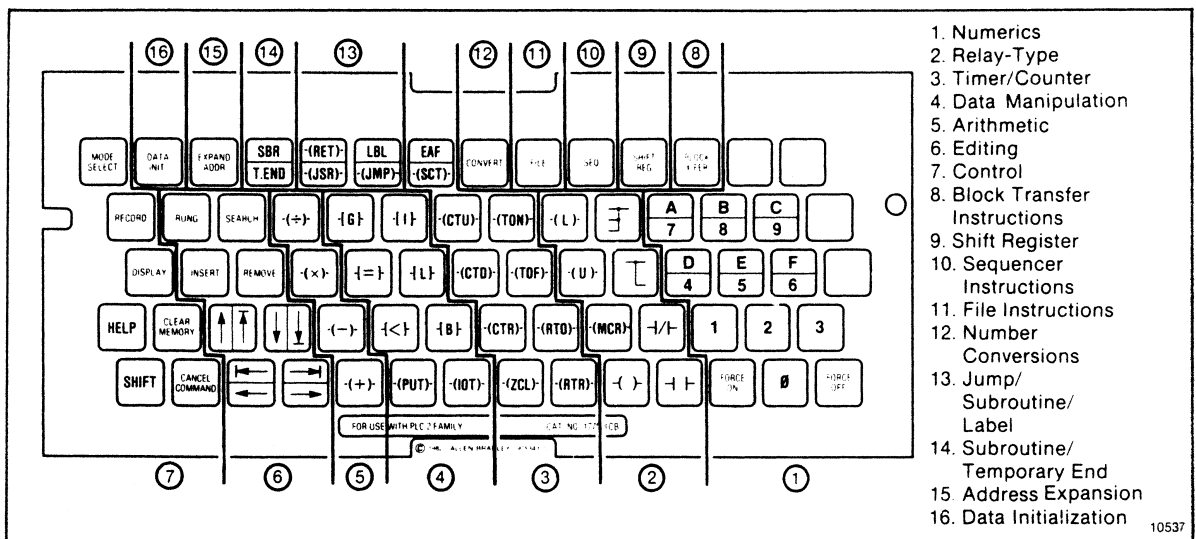 16 15 14 13 12 11 10 9 8
MODE SELECT DATA INIT EXPAND ADDR SBR T.END -(RET)- -(JSR)- LBL -(JMP)- EAF -(SCT)- CONVERT FILE SEQ SHIFT REG
RECORD RUNG SEARCH -(÷)- -[G]- -[I]- -(CTU)- -(TON)- -(L)- A 7 B 8 C 9
DISPLAY INSERT REMOVE -(×)- -[=]- -[L]- -(CTD)- -(TOF)- -(U)- D 4 E 5 F 6
HELP CLEAR MEMORY -(−)- -[<]- -[B]- -(CTR)- -(RTO)- -(MCR)- -|/|- 1 2 3
SHIFT CANCEL COMMAND -(+)- -(PUT)- -(IOT)- -(ZCL)- -(RTR)- -( )- -| |- FORCE ON Ø FORCE OFF
FOR USE WITH PLC 2 FAMILY CAT. NO.
© ALLEN BRADLEY
7 6 5 4 3 2 1
1. Numerics
2. Relay-Type
3. Timer/Counter
4. Data Manipulation
5. Arithmetic
6. Editing
7. Control
8. Block Transfer
Instructions
9. Shift Register
10. Sequencer
Instructions
11. File Instructions
12. Number
Conversions
13. Jump/
Subroutine/
Label
14. Subroutine/
Temporary End
15. Address Expansion
16. Data Initialization
10537